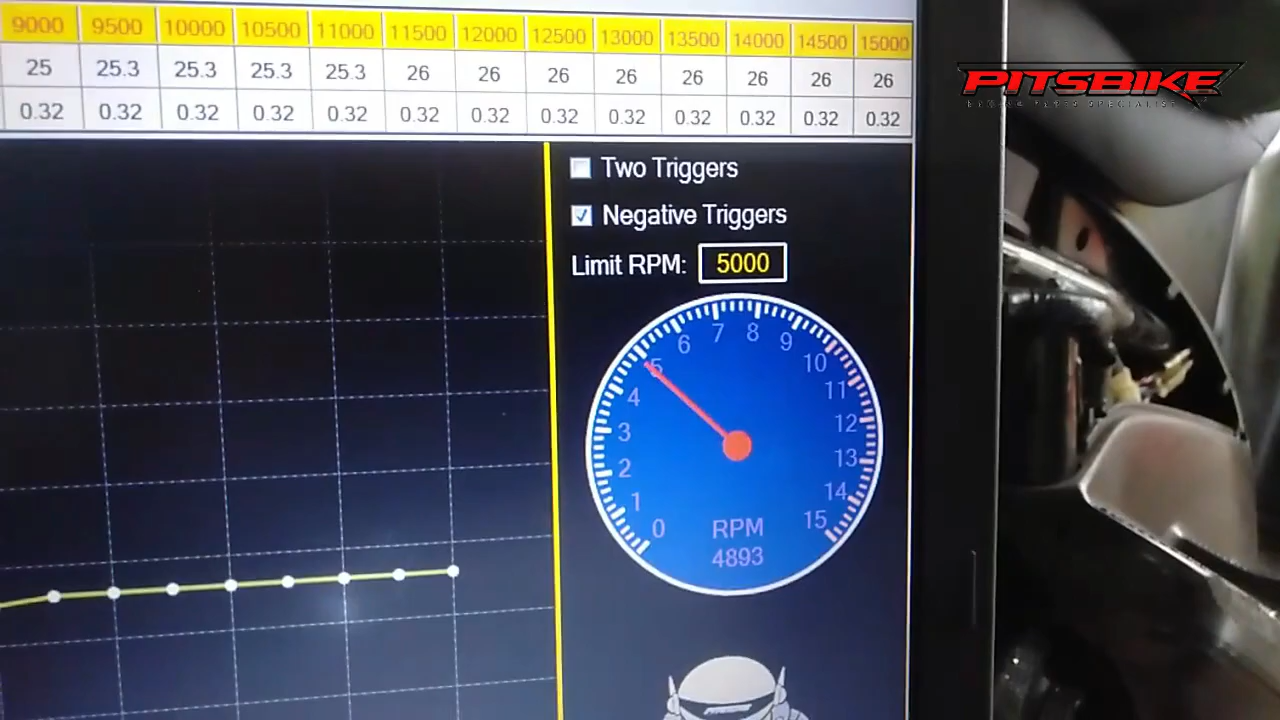 9000 9500 10000 10500 11000 11500 12000 12500 13000 13500 14000 14500 15000
25 25.3 25.3 25.3 25.3 26 26 26 26 26 26 26 26
0.32 0.32 0.32 0.32 0.32 0.32 0.32 0.32 0.32 0.32 0.32 0.32 0.32
PITSBIKE
Two Triggers
Negative Triggers
Limit RPM: 5000
0 1 2 3 4 5 6 7 8 9 10 11 12 13 14 15
RPM
4893